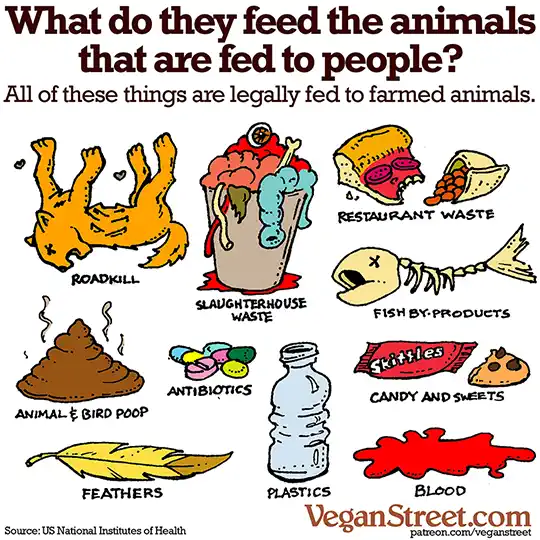 What do they feed the animals
that are fed to people?
All of these things are legally fed to farmed animals.
ROADKILL
SLAUGHTERHOUSE
WASTE
RESTAURANT WASTE
FISH BY-PRODUCTS
ANIMAL & BIRD POOP
ANTIBIOTICS
Skittles
CANDY AND SWEETS
FEATHERS
PLASTICS
BLOOD
Source: US National Institutes of Health
VeganStreet.com
patreon.com/veganstreet